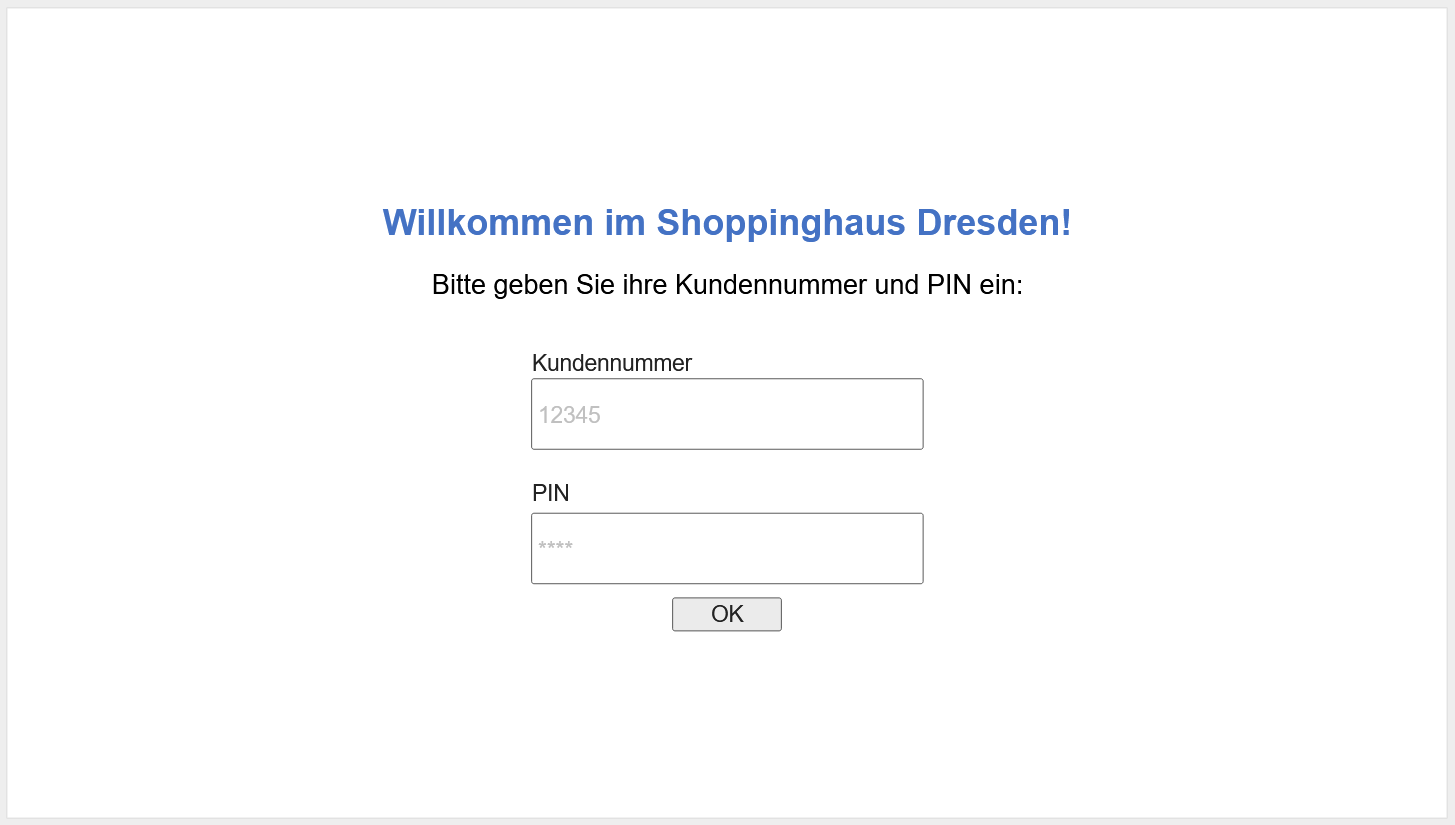 Willkommen im Shoppinghaus Dresden!
Bitte geben Sie ihre Kundennummer und PIN ein:
Kundennummer
12345
PIN
****
OK